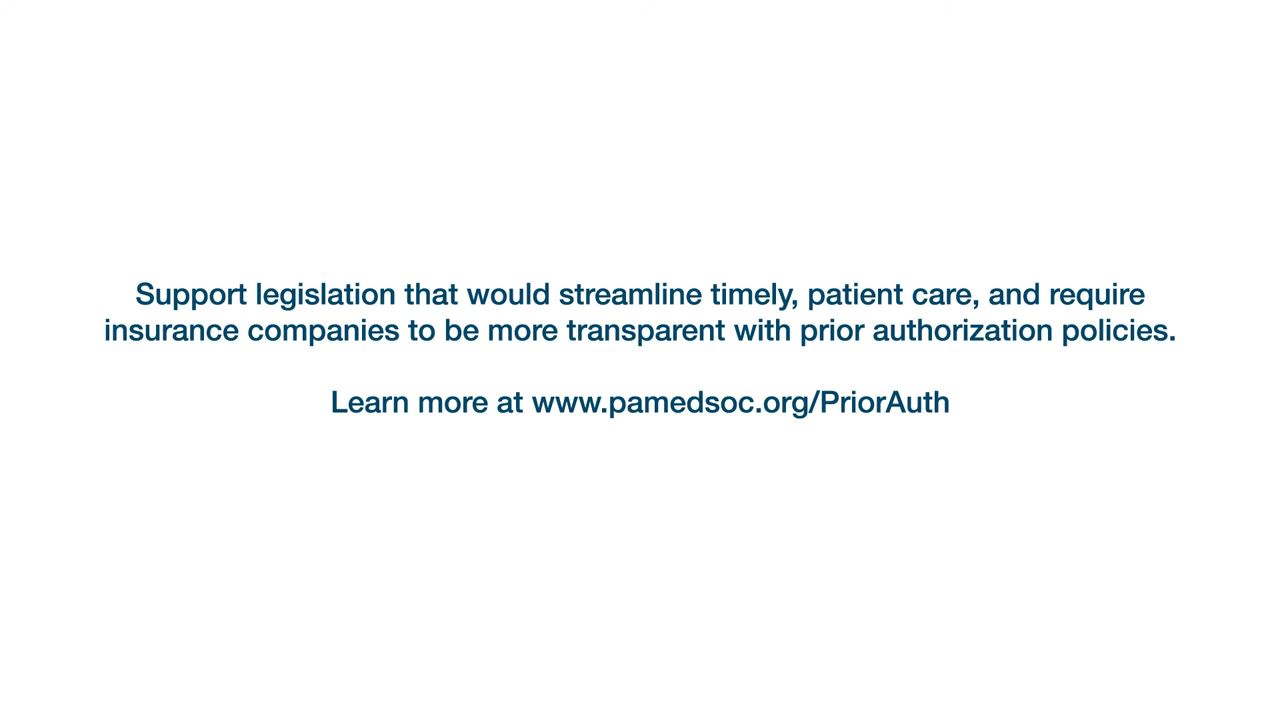 Support legislation that would streamline timely, patient care, and require
insurance companies to be more transparent with prior authorization policies.
Learn more at www.pamedsoc.org/PriorAuth